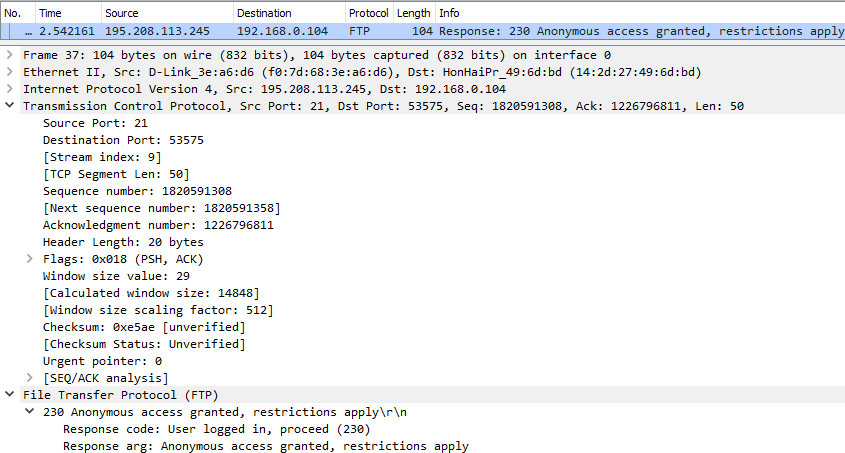 No. Time Source Destination Protocol Length Info
... 2.542161 195.208.113.245 192.168.0.104 FTP 104 Response: 230 Anonymous access granted, restrictions apply
Frame 37: 104 bytes on wire (832 bits), 104 bytes captured (832 bits) on interface 0
Ethernet II, Src: D-Link_3e:a6:d6 (f0:7d:68:3e:a6:d6), Dst: HonHaiPr_49:6d:bd (14:2d:27:49:6d:bd)
Internet Protocol Version 4, Src: 195.208.113.245, Dst: 192.168.0.104
Transmission Control Protocol, Src Port: 21, Dst Port: 53575, Seq: 1820591308, Ack: 1226796811, Len: 50
Source Port: 21
Destination Port: 53575
[Stream index: 9]
[TCP Segment Len: 50]
Sequence number: 1820591308
[Next sequence number: 1820591358]
Acknowledgment number: 1226796811
Header Length: 20 bytes
Flags: 0x018 (PSH, ACK)
Window size value: 29
[Calculated window size: 14848]
[Window size scaling factor: 512]
Checksum: 0xe5ae [unverified]
[Checksum Status: Unverified]
Urgent pointer: 0
[SEQ/ACK analysis]
File Transfer Protocol (FTP)
230 Anonymous access granted, restrictions apply\r\n
Response code: User logged in, proceed (230)
Response arg: Anonymous access granted, restrictions apply